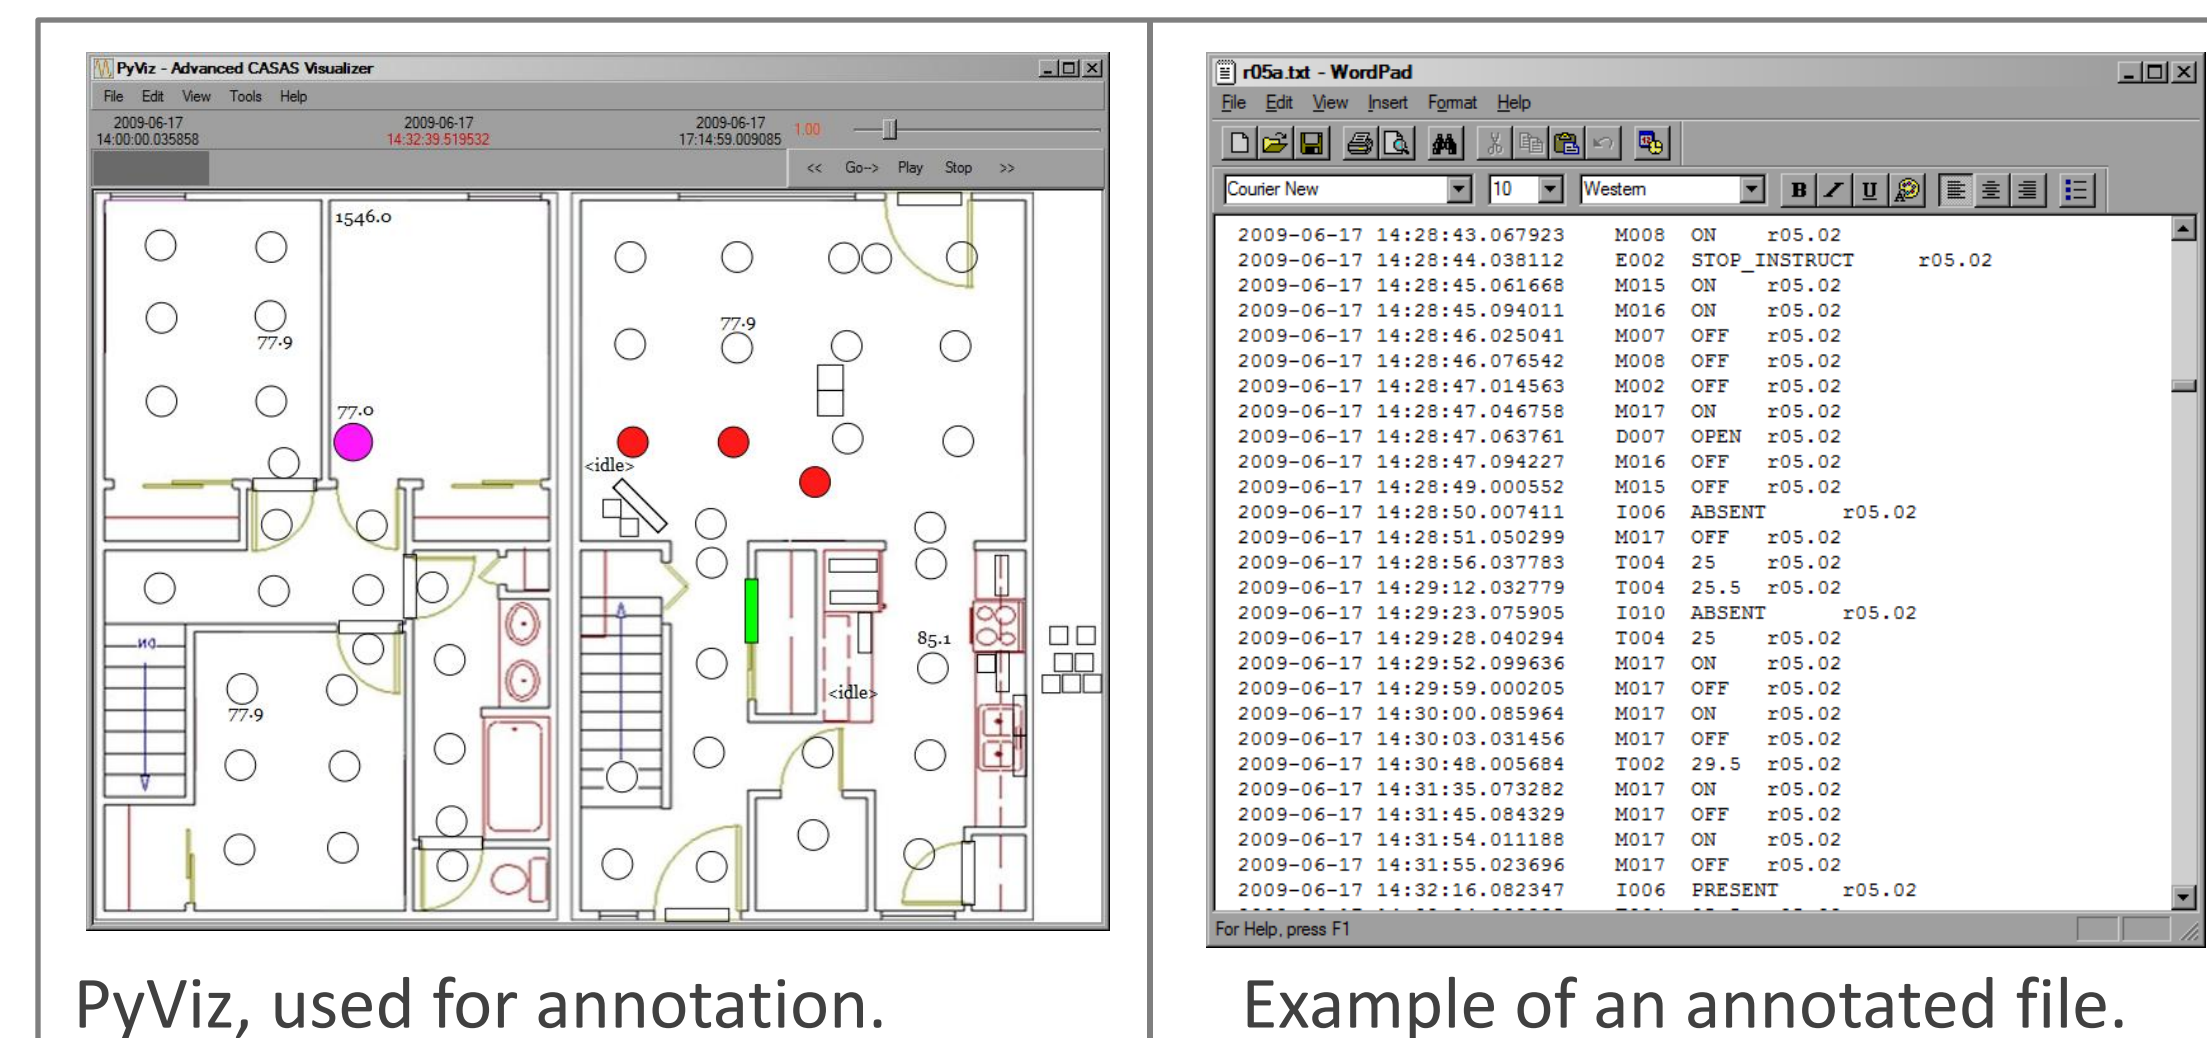 PyViz - Advanced CASAS Visualizer
File Edit View Tools Help
2009-06-17 2009-06-17 2009-06-17
14:00:00.035858 14:32:39.519532 17:14:59.009085 1.00
<< Go--> Play Stop >>
1546.0
77.9
77.9
77.0
<idle>
85.1
<idle>
DN
77.9
PyViz, used for annotation.
r05a.txt - WordPad
File Edit View Insert Format Help
Courier New 10 Western B / U
2009-06-17 14:28:43.067923 M008 ON r05.02
2009-06-17 14:28:44.038112 E002 STOP_INSTRUCT r05.02
2009-06-17 14:28:45.061668 M015 ON r05.02
2009-06-17 14:28:45.094011 M016 ON r05.02
2009-06-17 14:28:46.025041 M007 OFF r05.02
2009-06-17 14:28:46.076542 M008 OFF r05.02
2009-06-17 14:28:47.014563 M002 OFF r05.02
2009-06-17 14:28:47.046758 M017 ON r05.02
2009-06-17 14:28:47.063761 D007 OPEN r05.02
2009-06-17 14:28:47.094227 M016 OFF r05.02
2009-06-17 14:28:49.000552 M015 OFF r05.02
2009-06-17 14:28:50.007411 I006 ABSENT r05.02
2009-06-17 14:28:51.050299 M017 OFF r05.02
2009-06-17 14:28:56.037783 T004 25 r05.02
2009-06-17 14:29:12.032779 T004 25.5 r05.02
2009-06-17 14:29:23.075905 I010 ABSENT r05.02
2009-06-17 14:29:28.040294 T004 25 r05.02
2009-06-17 14:29:52.099636 M017 ON r05.02
2009-06-17 14:29:59.000205 M017 OFF r05.02
2009-06-17 14:30:00.085964 M017 ON r05.02
2009-06-17 14:30:03.031456 M017 OFF r05.02
2009-06-17 14:30:48.005684 T002 29.5 r05.02
2009-06-17 14:31:35.073282 M017 ON r05.02
2009-06-17 14:31:45.084329 M017 OFF r05.02
2009-06-17 14:31:54.011188 M017 ON r05.02
2009-06-17 14:31:55.023696 M017 OFF r05.02
2009-06-17 14:32:16.082347 I006 PRESENT r05.02
For Help, press F1
Example of an annotated file.